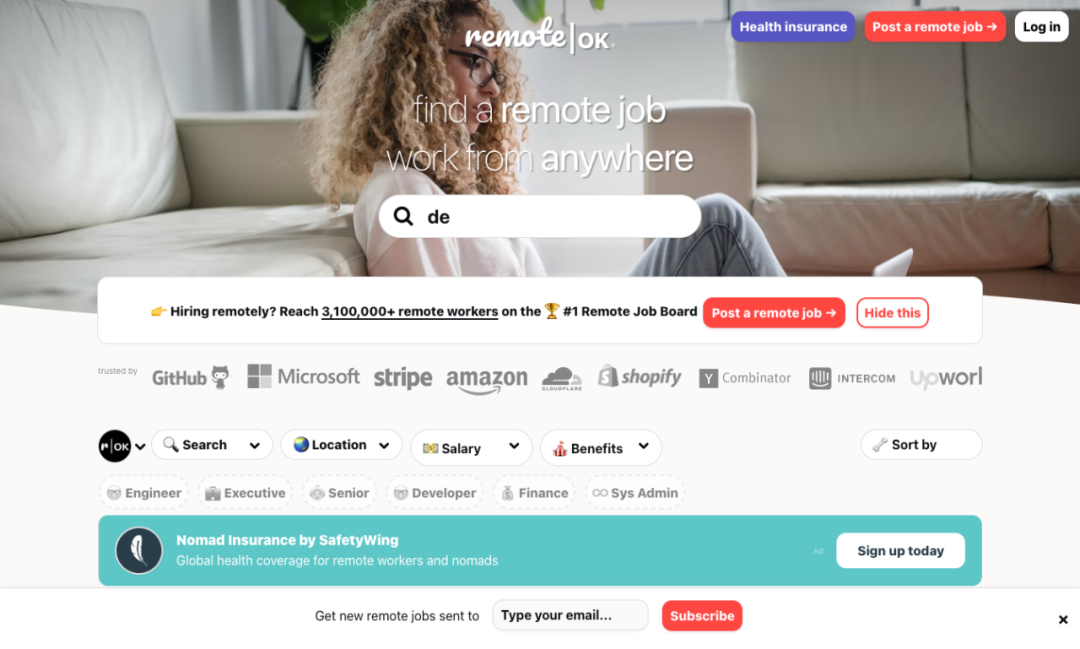 remote|OK
Health insurance
Post a remote job →
Log in
find a remote job
work from anywhere
de
👉 Hiring remotely? Reach 3,100,000+ remote workers on the 🏆 #1 Remote Job Board
Post a remote job →
Hide this
trusted by
GitHub
Microsoft
stripe
amazon
CLOUDFLARE
shopify
Y Combinator
INTERCOM
Upworl
r|OK
🔍 Search
🌏 Location
💵 Salary
🎪 Benefits
Sort by
Engineer
Executive
Senior
Developer
Finance
Sys Admin
Nomad Insurance by SafetyWing
Global health coverage for remote workers and nomads
Ad
Sign up today
Get new remote jobs sent to
Type your email...
Subscribe
×